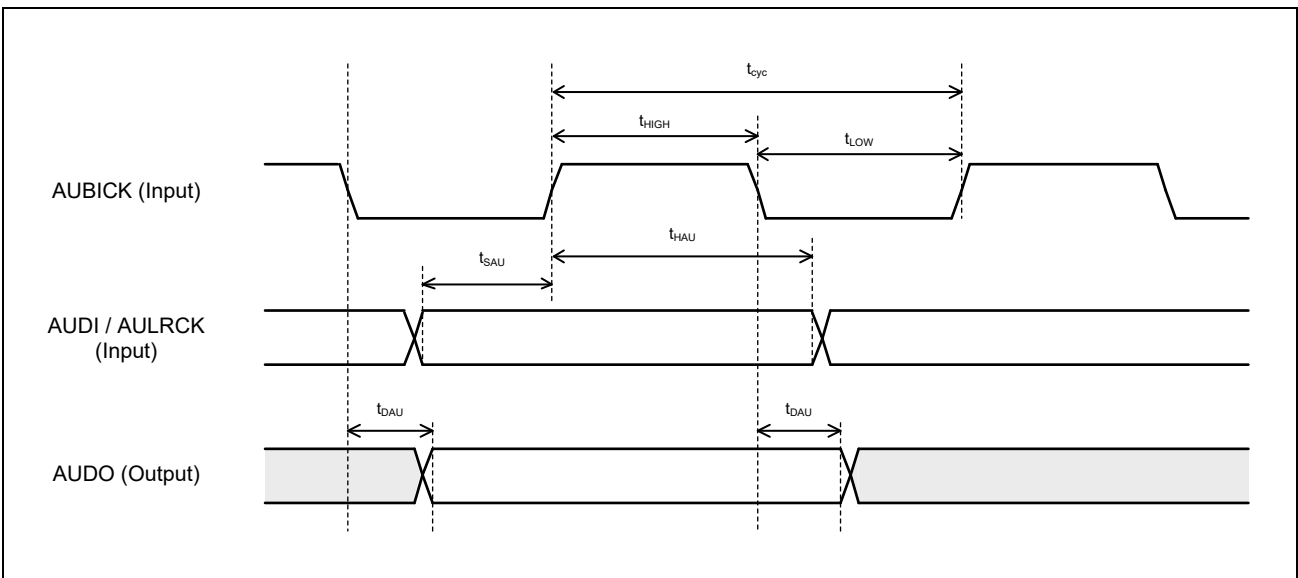 tcyc
tHIGH
tLOW
AUBICK (Input)
tHAU
tSAU
AUDI / AULRCK
(Input)
tDAU
tDAU
AUDO (Output)